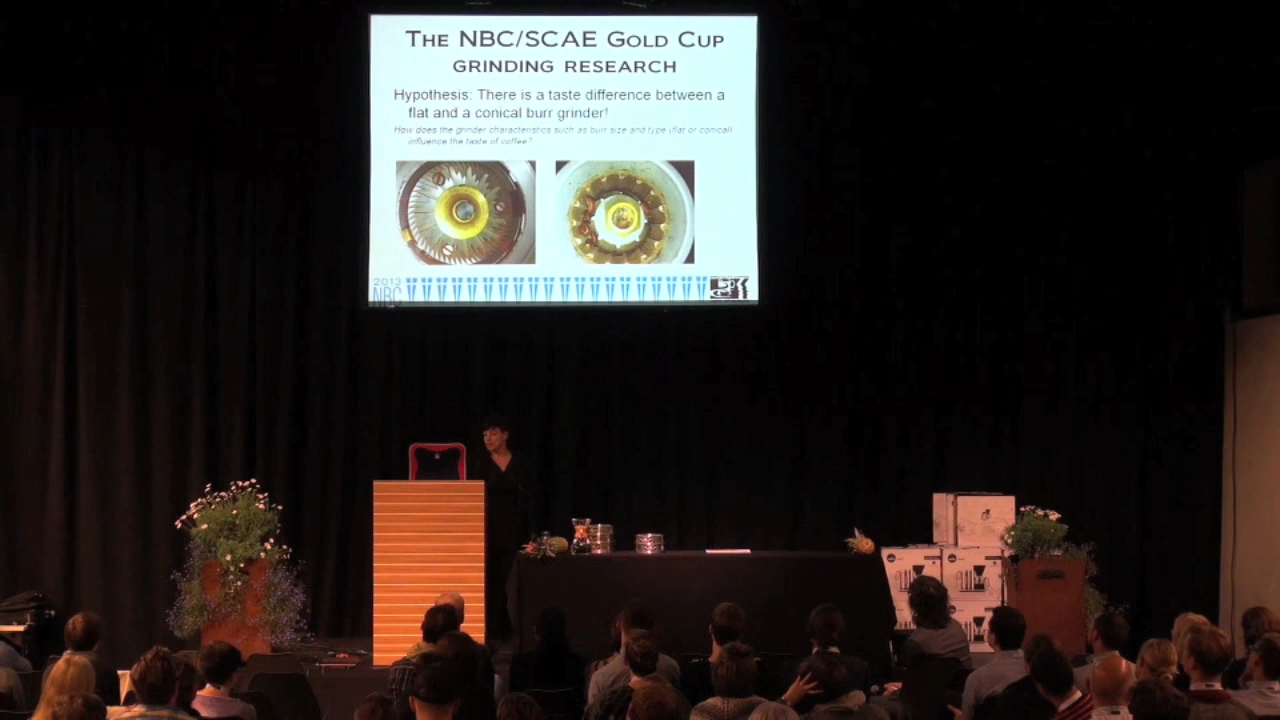 THE NBC/SCAE GOLD CUP
GRINDING RESEARCH
Hypothesis: There is a taste difference between a
flat and a conical burr grinder!
How does the grinder characteristics such as burr size and type (flat or conical)
influence the taste of coffee?
2013
NBC